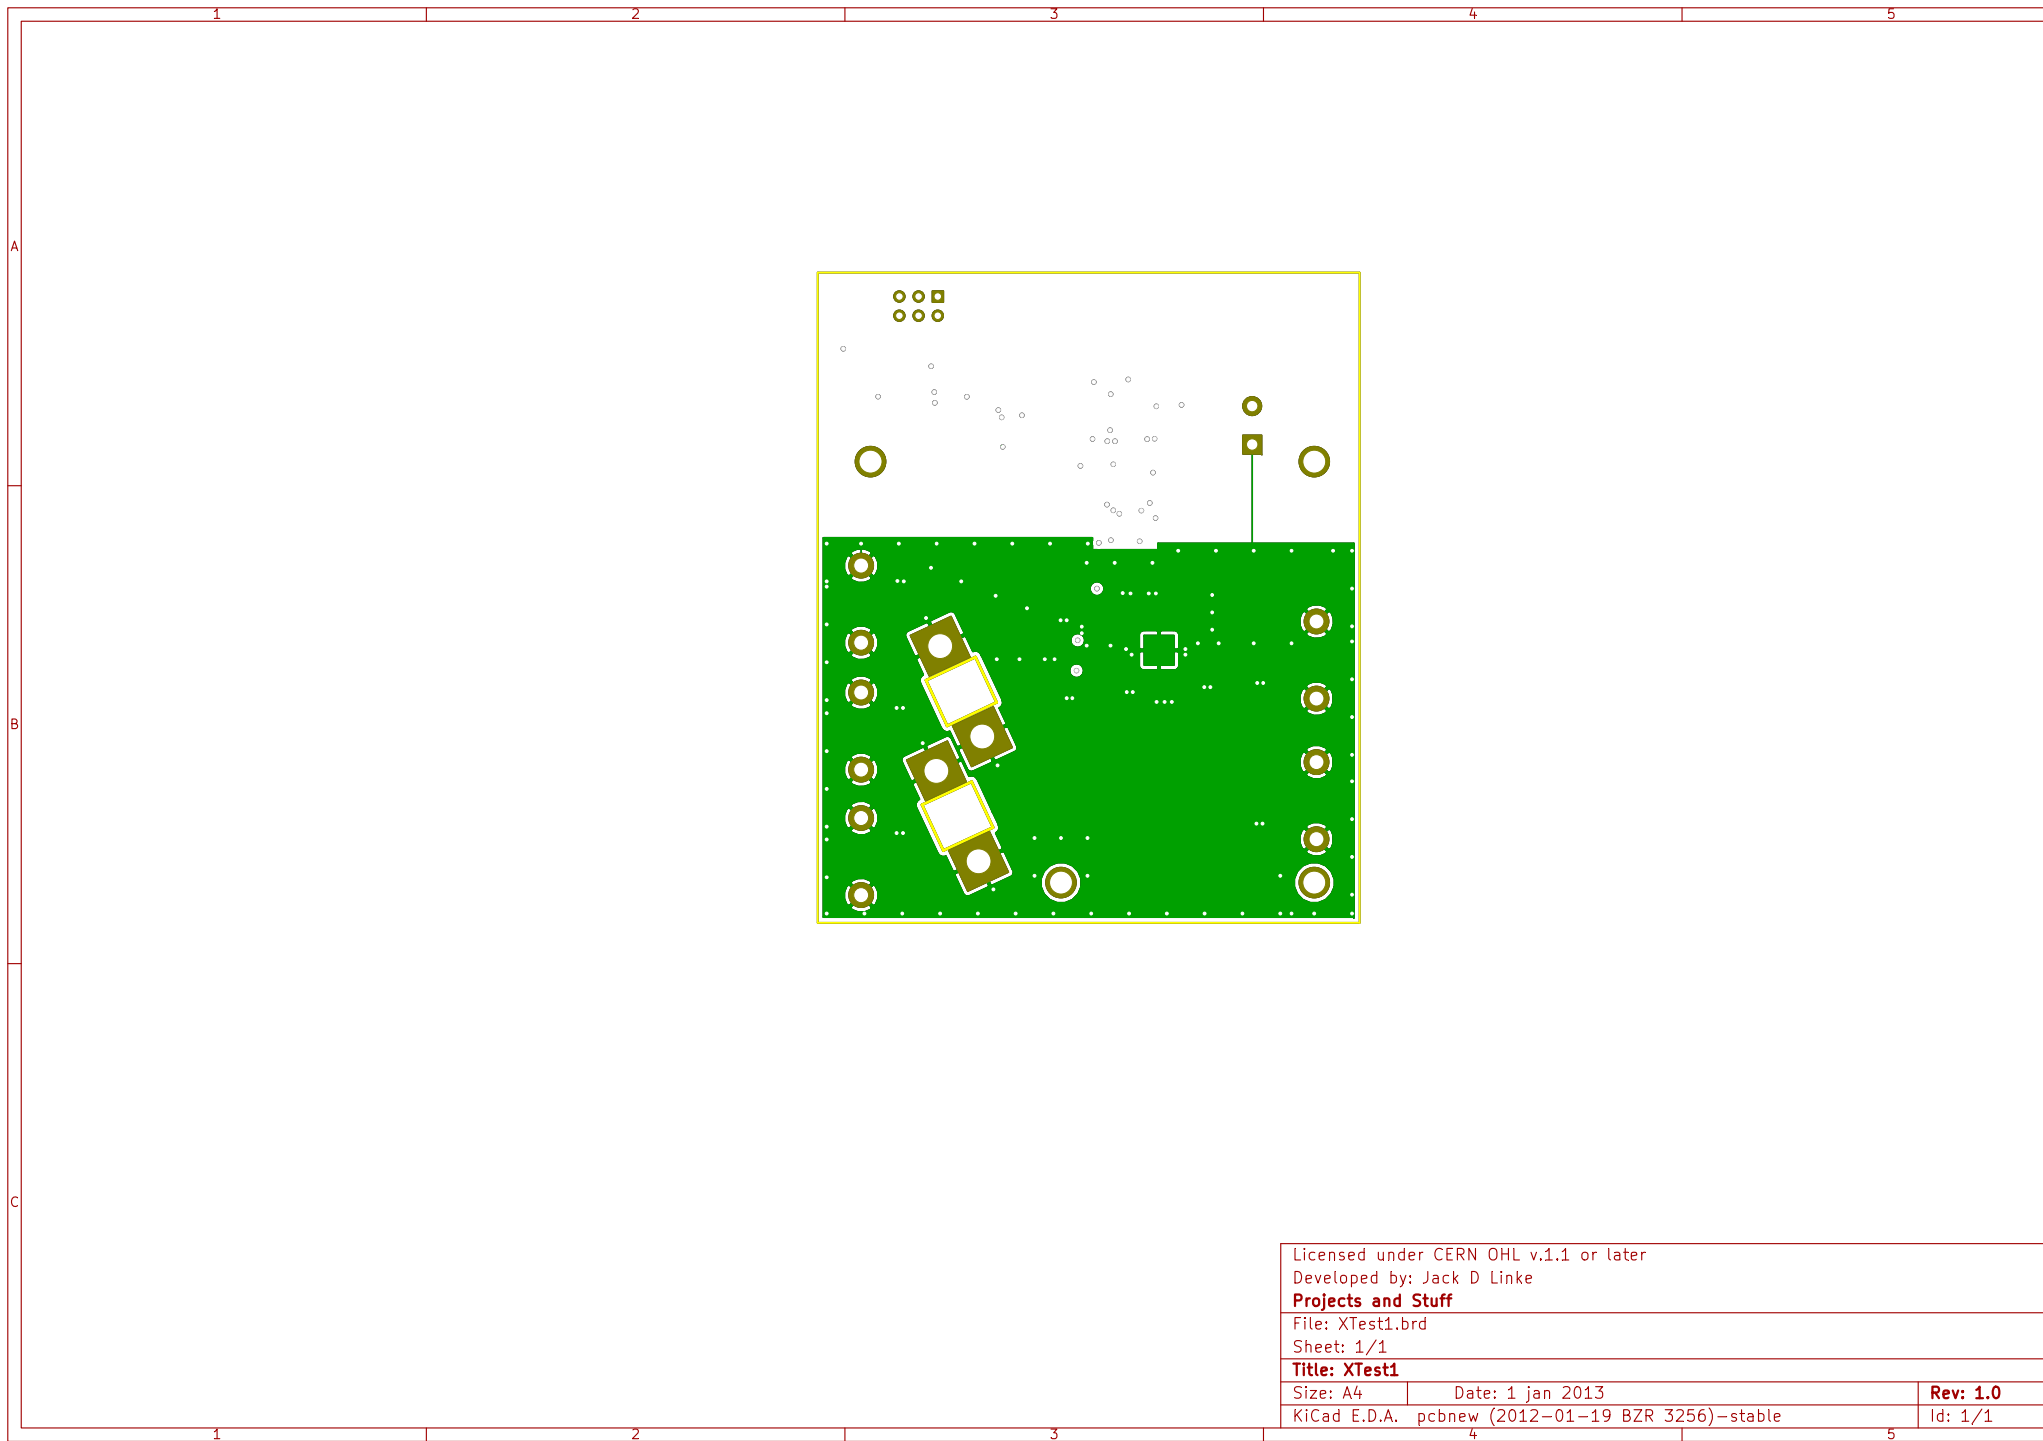 1 2 3 4 5
A
B
C
Licensed under CERN OHL v.1.1 or later
Developed by: Jack D Linke
Projects and Stuff
File: XTest1.brd
Sheet: 1/1
Title: XTest1
Size: A4 Date: 1 jan 2013 Rev: 1.0
KiCad E.D.A. pcbnew (2012-01-19 BZR 3256)-stable Id: 1/1
1 2 3 4 5